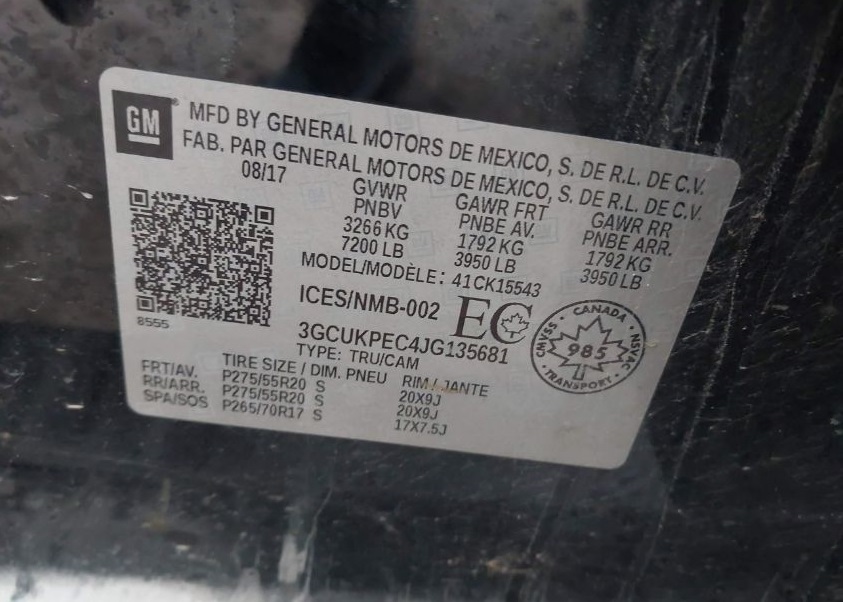 GM
MFD BY GENERAL MOTORS DE MEXICO, S. DE R.L. DE C.V.
FAB. PAR GENERAL MOTORS DE MEXICO, S. DE R.L. DE C.V.
08/17 GVWR GAWR FRT GAWR RR
PNBV PNBE AV. PNBE ARR.
3266 KG 1792 KG 1792 KG
7200 LB 3950 LB 3950 LB
MODEL/MODÈLE: 41CK15543
ICES/NMB-002 EC
3GCUKPEC4JG135681
TYPE: TRU/CAM
CANADA
CMVSS 985 NSVAC
TRANSPORT
8555
TIRE SIZE / DIM. PNEU RIM / JANTE
FRT/AV. P275/55R20 S 20X9J
RR/ARR. P275/55R20 S 20X9J
SPA/SOS P265/70R17 S 17X7.5J